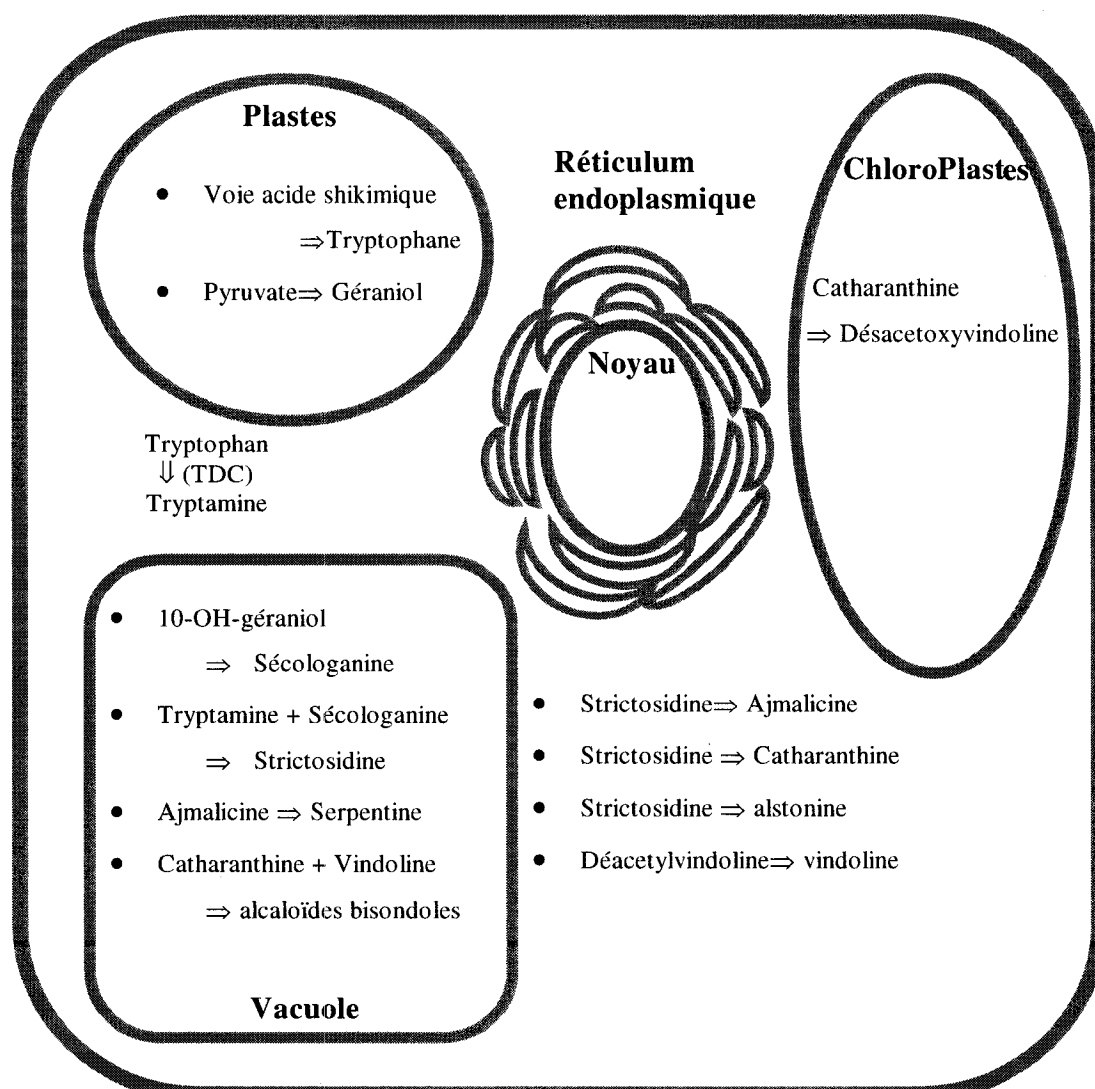 Plastes
• Voie acide shikimique
⇒Tryptophane
• Pyruvate⇒ Géraniol
Tryptophan
⇓ (TDC)
Tryptamine
Réticulum
endoplasmique
Noyau
ChloroPlastes
Catharanthine
⇒ Désacetoxyvindoline
• 10-OH-géraniol
⇒ Sécologanine
• Tryptamine + Sécologanine
⇒ Strictosidine
• Ajmalicine ⇒ Serpentine
• Catharanthine + Vindoline
⇒ alcaloïdes bisondoles
Vacuole
• Strictosidine⇒ Ajmalicine
• Strictosidine ⇒ Catharanthine
• Strictosidine ⇒ alstonine
• Déacetylvindoline⇒ vindoline